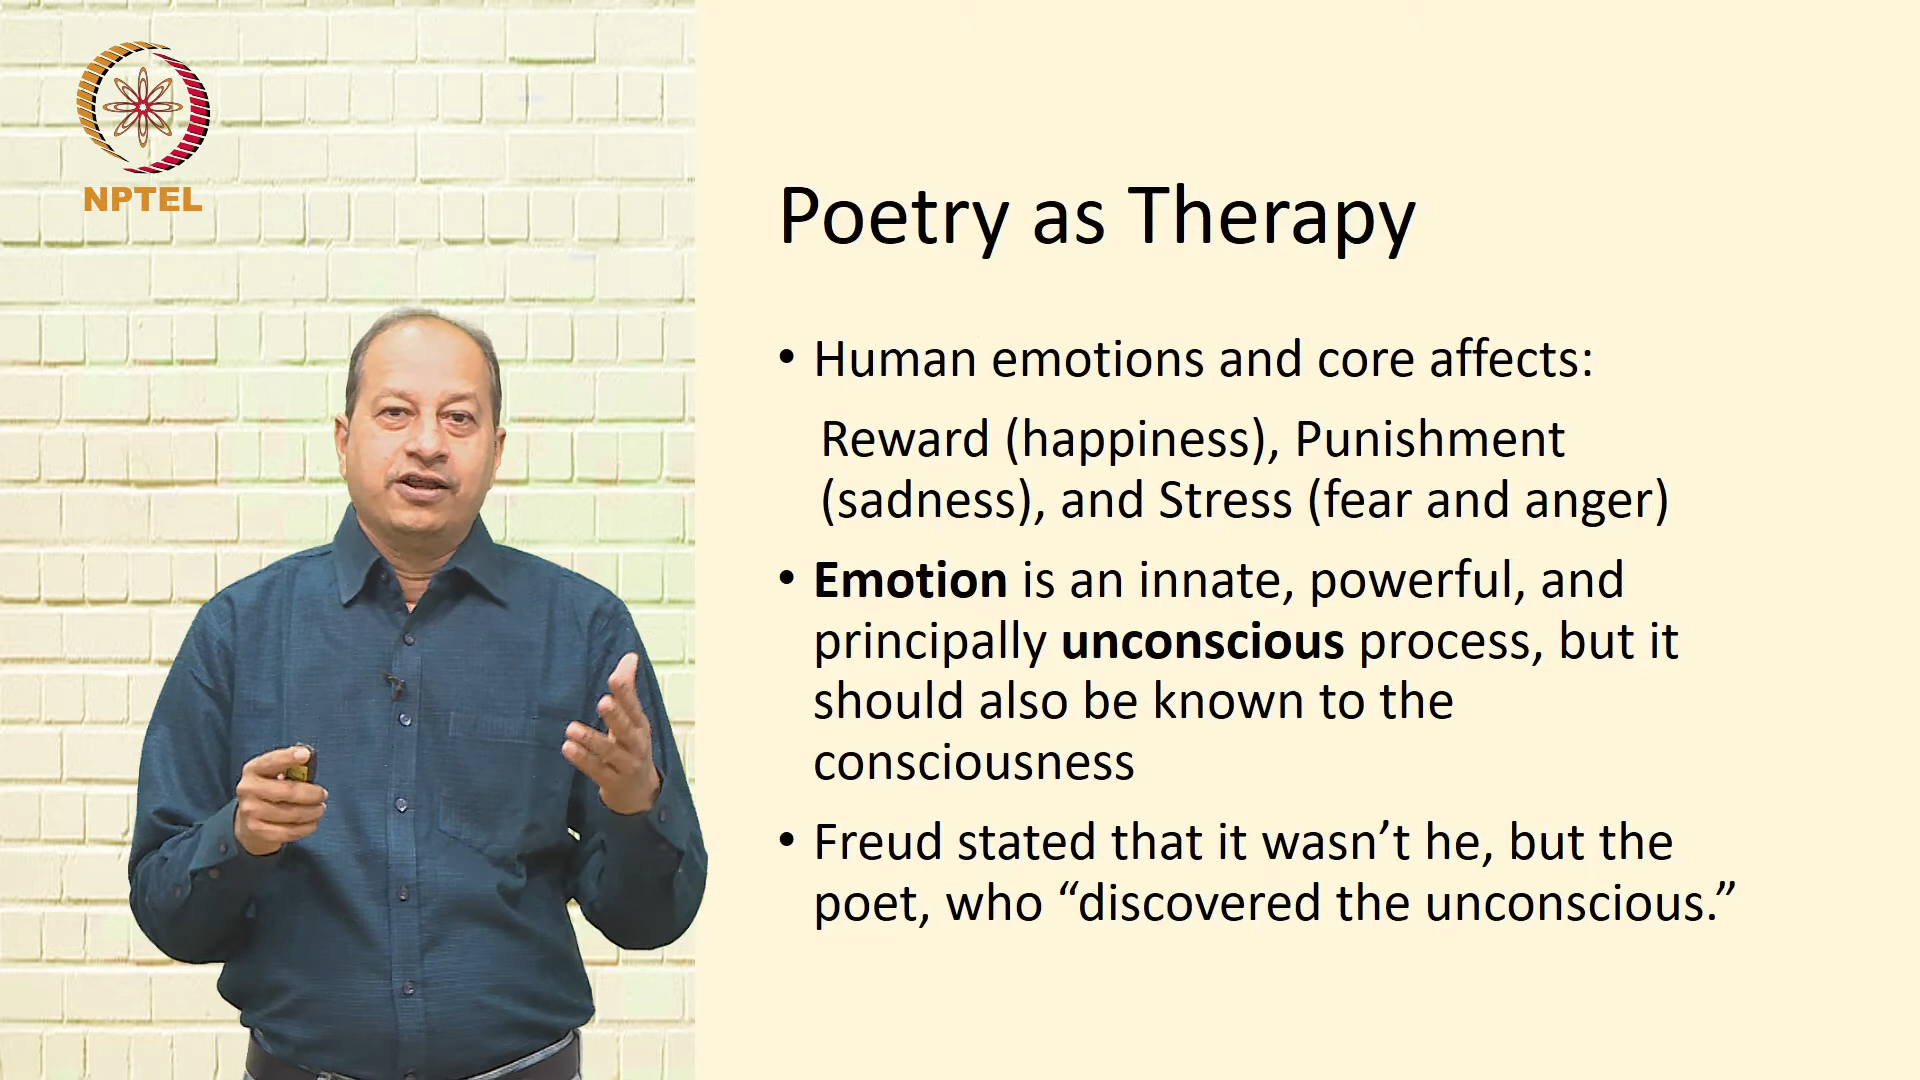 NPTEL
Poetry as Therapy
• Human emotions and core affects:
Reward (happiness), Punishment
(sadness), and Stress (fear and anger)
• Emotion is an innate, powerful, and
principally unconscious process, but it
should also be known to the
consciousness
• Freud stated that it wasn’t he, but the
poet, who “discovered the unconscious.”